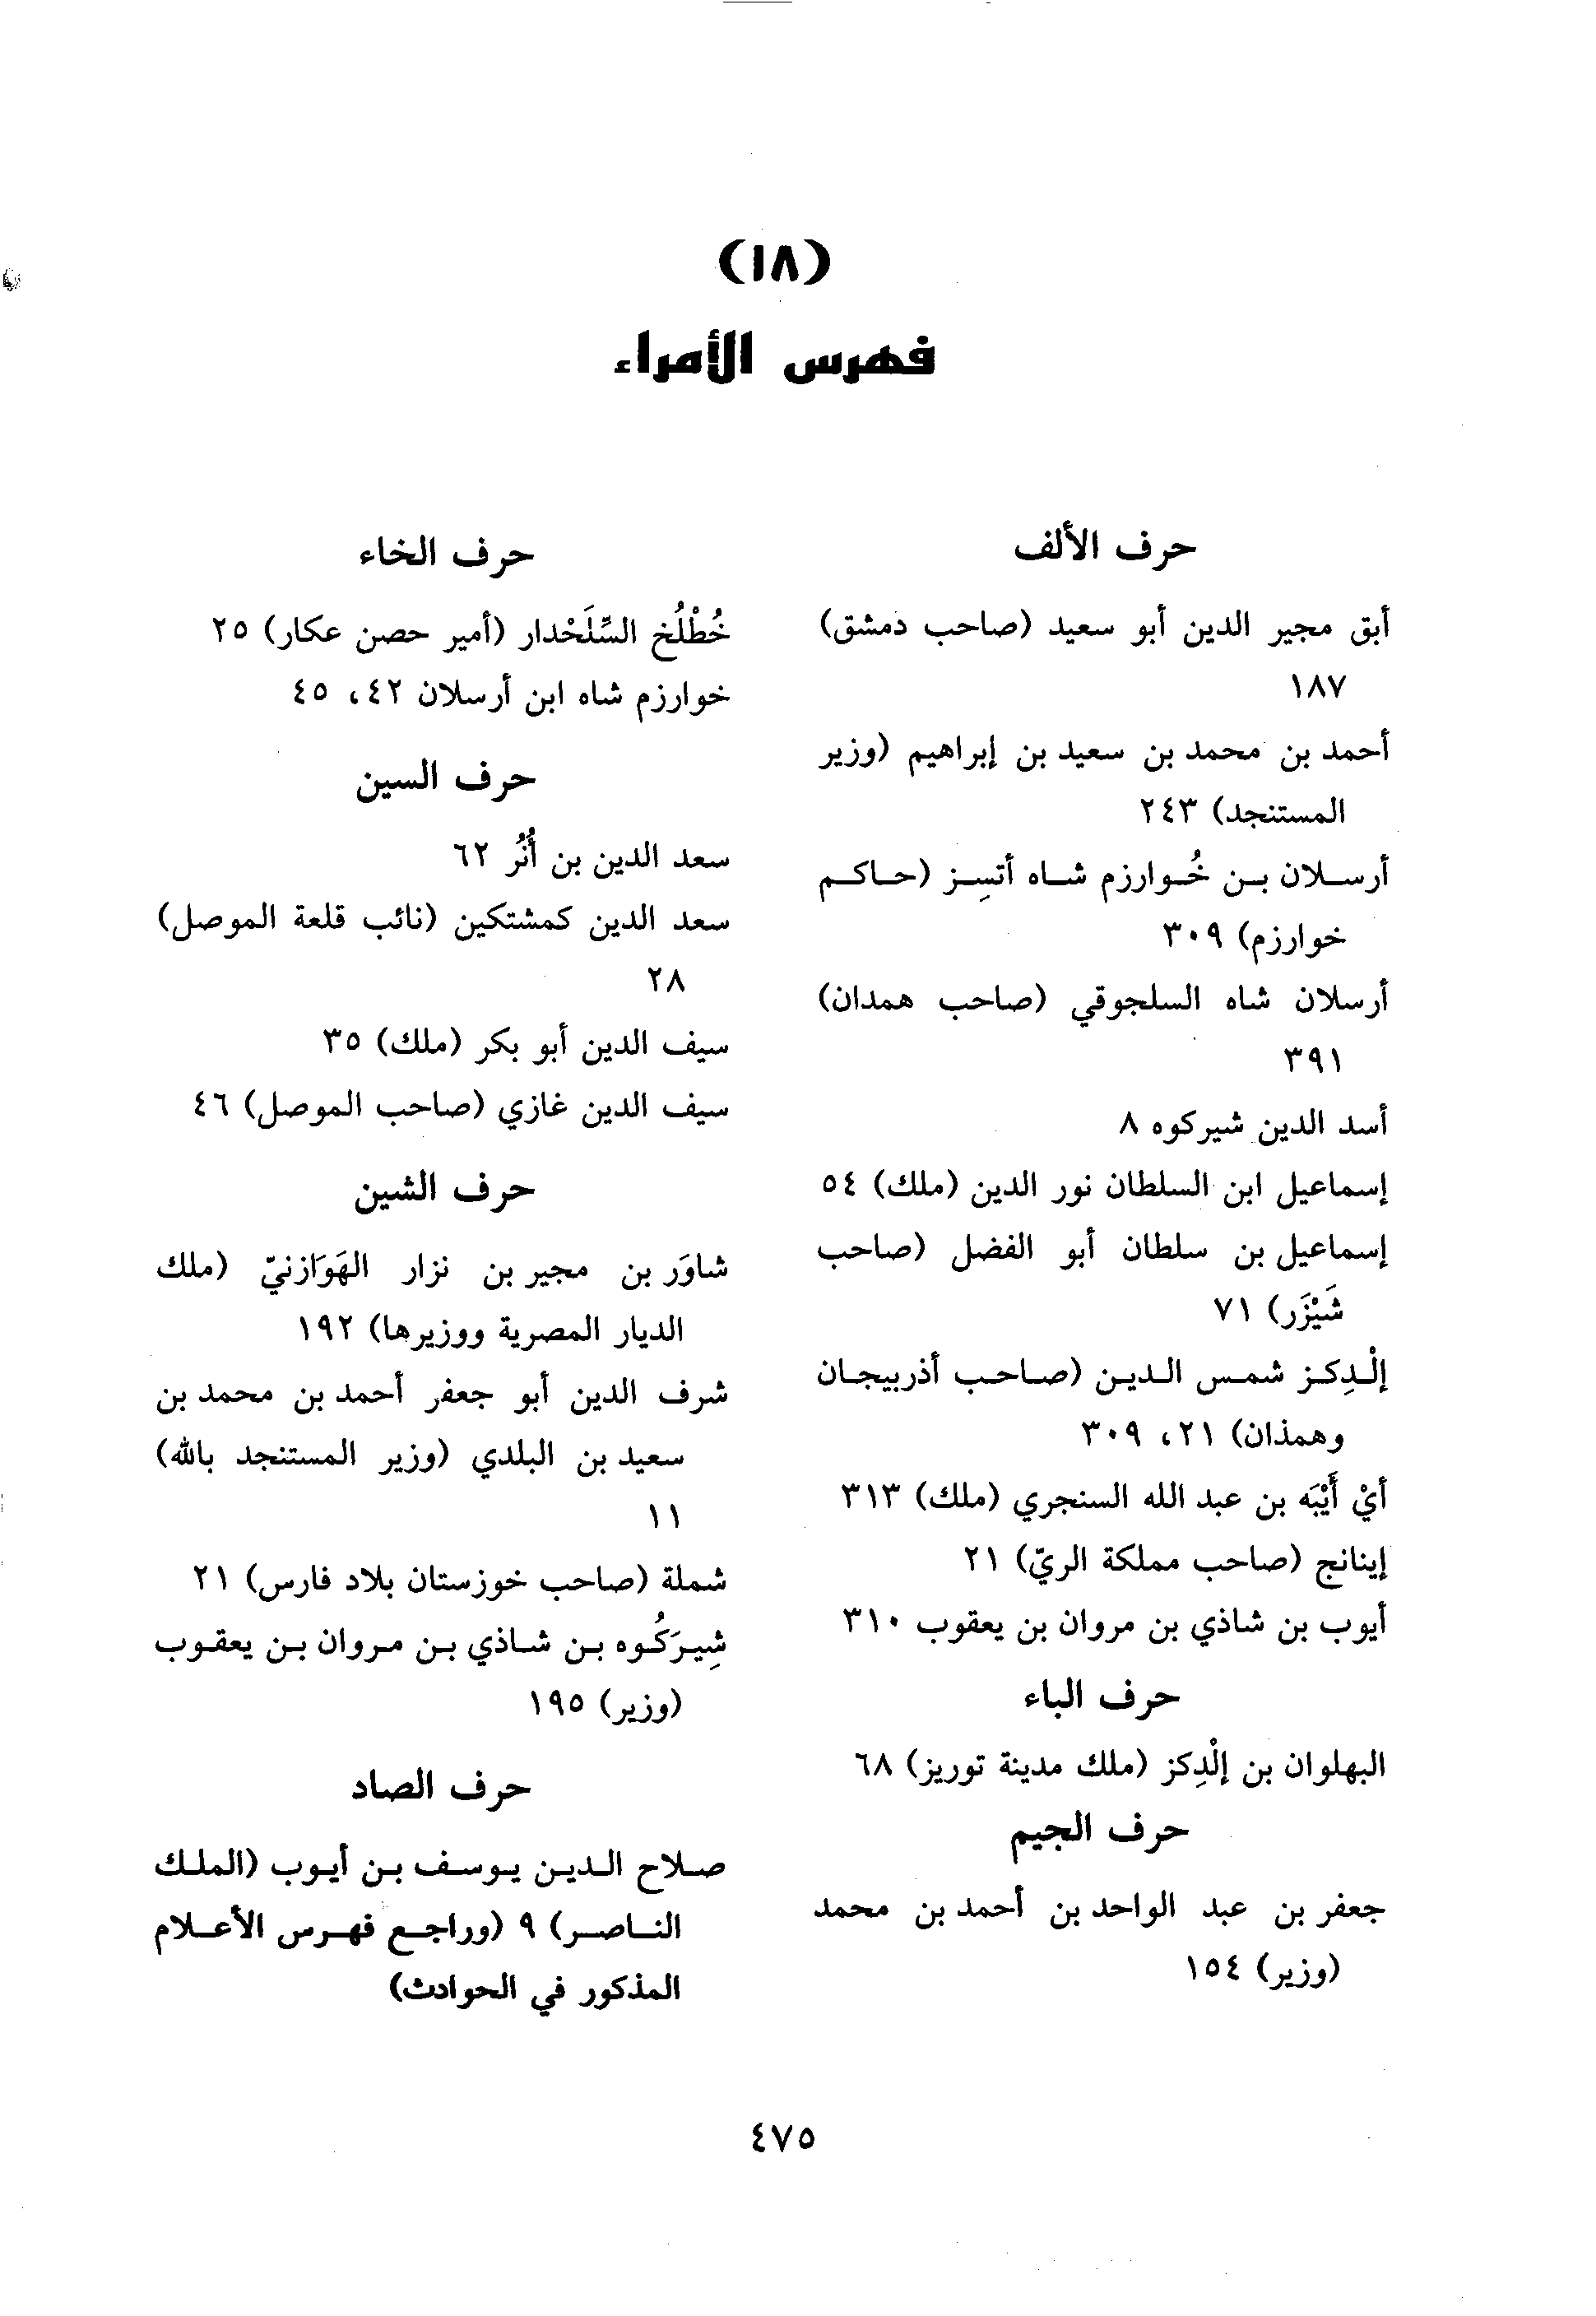 (١٨)
فهرس الأمراء
حرف الألف
أبق مجير الدين أبو سعيد (صاحب دمشق)
١٨٧
أحمد بن محمد بن سعيد بن إبراهيم (وزير
المستنجد) ٢٤٣
أرسلان بن خُوارزم شاه أتسِز (حاكم
خوارزم) ٣٠٩
أرسلان شاه السلجوقي (صاحب همدان)
٣٩١
أسد الدين شيركوه ٨
إسماعيل ابن السلطان نور الدين (ملك) ٥٤
إسماعيل بن سلطان أبو الفضل (صاحب
شَيْزَر) ٧١
إلْدِكز شمس الدين (صاحب أذربيجان
وهمذان) ٢١، ٣٠٩
أيْ أَيْبَه بن عبد الله السنجري (ملك) ٣١٣
إينانج (صاحب مملكة الريّ) ٢١
أيوب بن شاذي بن مروان بن يعقوب ٣١٠
حرف الباء
البهلوان بن إلْدِكز (ملك مدينة توريز) ٦٨
حرف الجيم
جعفر بن عبد الواحد بن أحمد بن محمد
(وزير) ١٥٤
حرف الخاء
خُطْلُخ السِّلَحْدار (أمير حصن عكار) ٢٥
خوارزم شاه ابن أرسلان ٤٢، ٤٥
حرف السين
سعد الدين بن أُنُر ٦٢
سعد الدين كمشتكين (نائب قلعة الموصل)
٢٨
سيف الدين أبو بكر (ملك) ٣٥
سيف الدين غازي (صاحب الموصل) ٤٦
حرف الشين
شاوَر بن مجير بن نزار الهَوَازنيّ (ملك
الديار المصرية ووزيرها) ١٩٢
شرف الدين أبو جعفر أحمد بن محمد بن
سعيد بن البلدي (وزير المستنجد بالله)
١١
شملة (صاحب خوزستان بلاد فارس) ٢١
شِيرَكُوه بن شاذي بن مروان بن يعقوب
(وزير) ١٩٥
حرف الصاد
صلاح الدين يوسف بن أيوب (الملك
الناصر) ٩ (وراجع فهرس الأعلام
المذكور في الحوادث)
٤٧٥